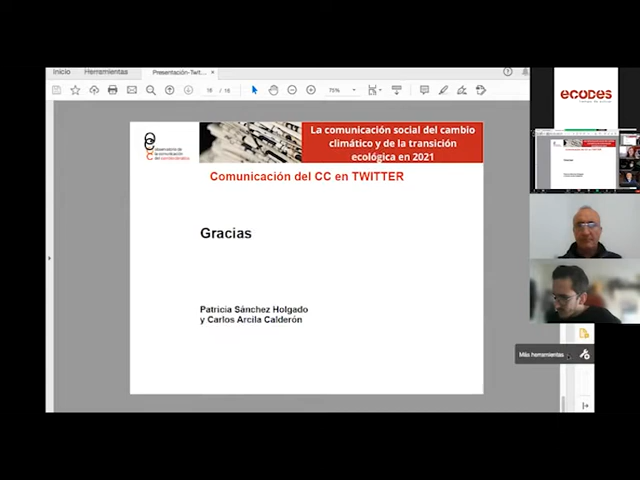 Inicio Herramientas Presentación-Twit... ×
18 / 18 75%
La comunicación social del cambio
climático y de la transición
ecológica en 2021
Comunicación del CC en TWITTER
Gracias
Patricia Sánchez Holgado
y Carlos Arcila Calderón
ecodes
Más herramientas